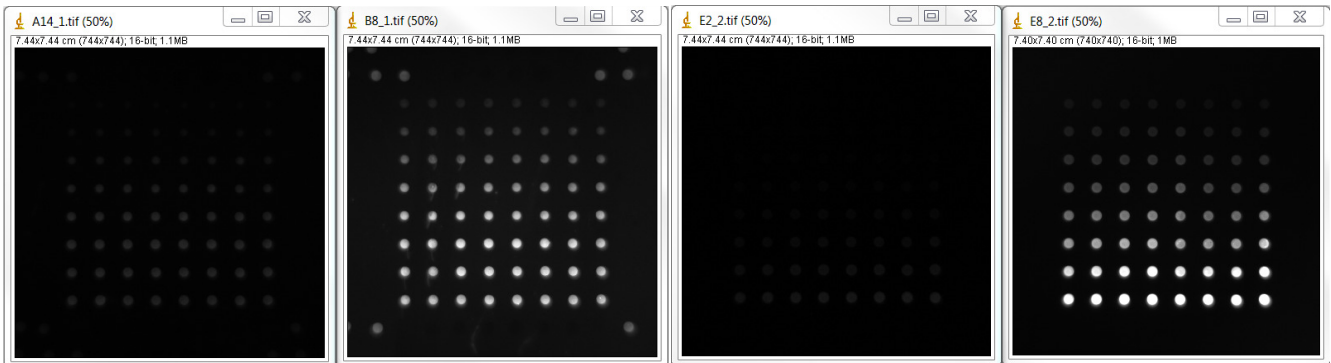 A14_1.tif (50%)
7.44x7.44 cm (744x744); 16-bit; 1.1MB
B8_1.tif (50%)
7.44x7.44 cm (744x744); 16-bit; 1.1MB
E2_2.tif (50%)
7.44x7.44 cm (744x744); 16-bit; 1.1MB
E8_2.tif (50%)
7.40x7.40 cm (740x740); 16-bit; 1MB